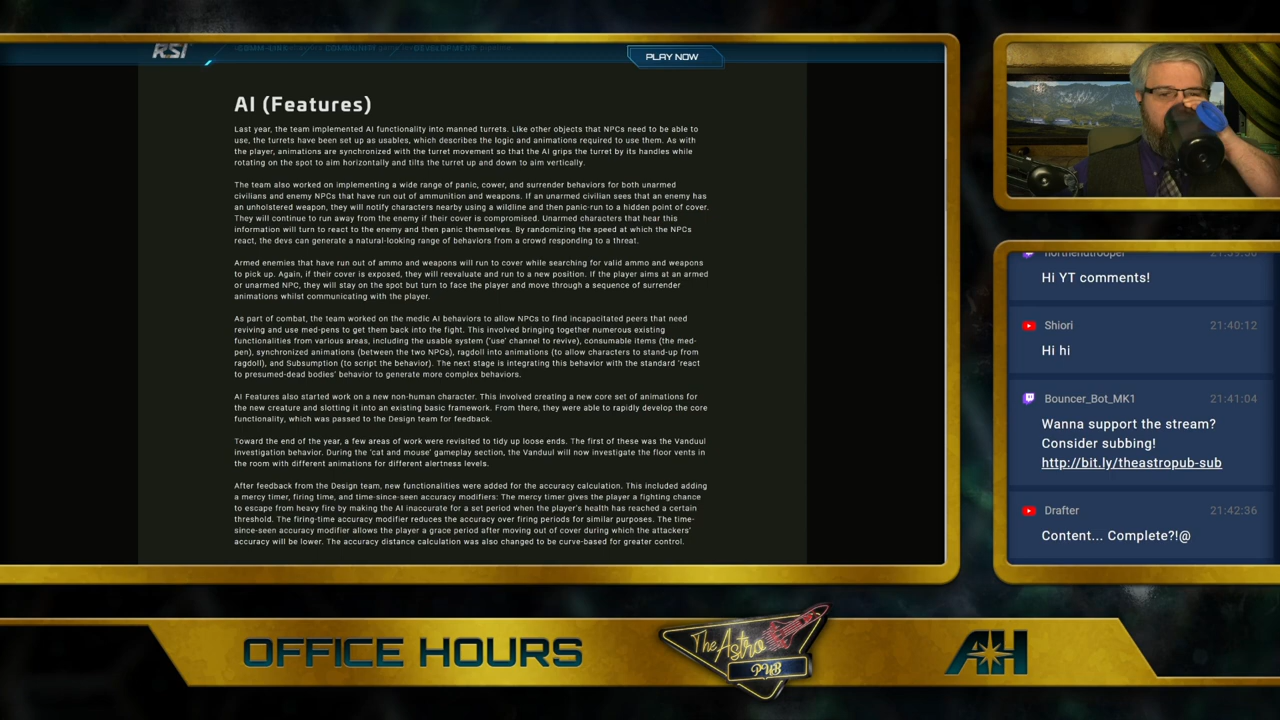 RSI
PLAY NOW
AI (Features)
Last year, the team implemented AI functionality into manned turrets. Like other objects that NPCs need to be able to
use, the turrets have been set up as usables, which describes the logic and animations required to use them. As with
the player, animations are synchronized with the turret movement so that the AI grips the turret by its handles while
rotating on the spot to aim horizontally and tilts the turret up and down to aim vertically.
The team also worked on implementing a wide range of panic, cower, and surrender behaviors for both unarmed
civilians and enemy NPCs that have run out of ammunition and weapons. If an unarmed civilian sees that an enemy has
an unholstered weapon, they will notify characters nearby using a wildline and then panic-run to a hidden point of cover.
They will continue to run away from the enemy if their cover is compromised. Unarmed characters that hear this
information will turn to react to the enemy and then panic themselves. By randomizing the speed at which the NPCs
react, the devs can generate a natural-looking range of behaviors from a crowd responding to a threat.
Armed enemies that have run out of ammo and weapons will run to cover while searching for valid ammo and weapons
to pick up. Again, if their cover is exposed, they will reevaluate and run to a new position. If the player aims at an armed
or unarmed NPC, they will stay on the spot but turn to face the player and move through a sequence of surrender
animations whilst communicating with the player.
As part of combat, the team worked on the medic AI behaviors to allow NPCs to find incapacitated peers that need
reviving and use med-pens to get them back into the fight. This involved bringing together numerous existing
functionalities from various areas, including the usable system ('use' channel to revive), consumable items (the med-
pen), synchronized animations (between the two NPCs), ragdoll into animations (to allow characters to stand-up from
ragdoll), and Subsumption (to script the behavior). The next stage is integrating this behavior with the standard 'react
to presumed-dead bodies' behavior to generate more complex behaviors.
AI Features also started work on a new non-human character. This involved creating a new core set of animations for
the new creature and slotting it into an existing basic framework. From there, they were able to rapidly develop the core
functionality, which was passed to the Design team for feedback.
Toward the end of the year, a few areas of work were revisited to tidy up loose ends. The first of these was the Vanduul
investigation behavior. During the 'cat and mouse' gameplay section, the Vanduul will now investigate the floor vents in
the room with different animations for different alertness levels.
After feedback from the Design team, new functionalities were added for the accuracy calculation. This included adding
a mercy timer, firing time, and time-since-seen accuracy modifiers: The mercy timer gives the player a fighting chance
to escape from heavy fire by making the AI inaccurate for a set period when the player's health has reached a certain
threshold. The firing-time accuracy modifier reduces the accuracy over firing periods for similar purposes. The time-
since-seen accuracy modifier allows the player a grace period after moving out of cover during which the attackers'
accuracy will be lower. The accuracy distance calculation was also changed to be curve-based for greater control.
Hi YT comments!
Shiori 21:40:12
Hi hi
Bouncer_Bot_MK1 21:41:04
Wanna support the stream?
Consider subbing!
http://bit.ly/theastropub-sub
Drafter 21:42:36
Content... Complete?!@
OFFICE HOURS
The Astro
PUB
AH